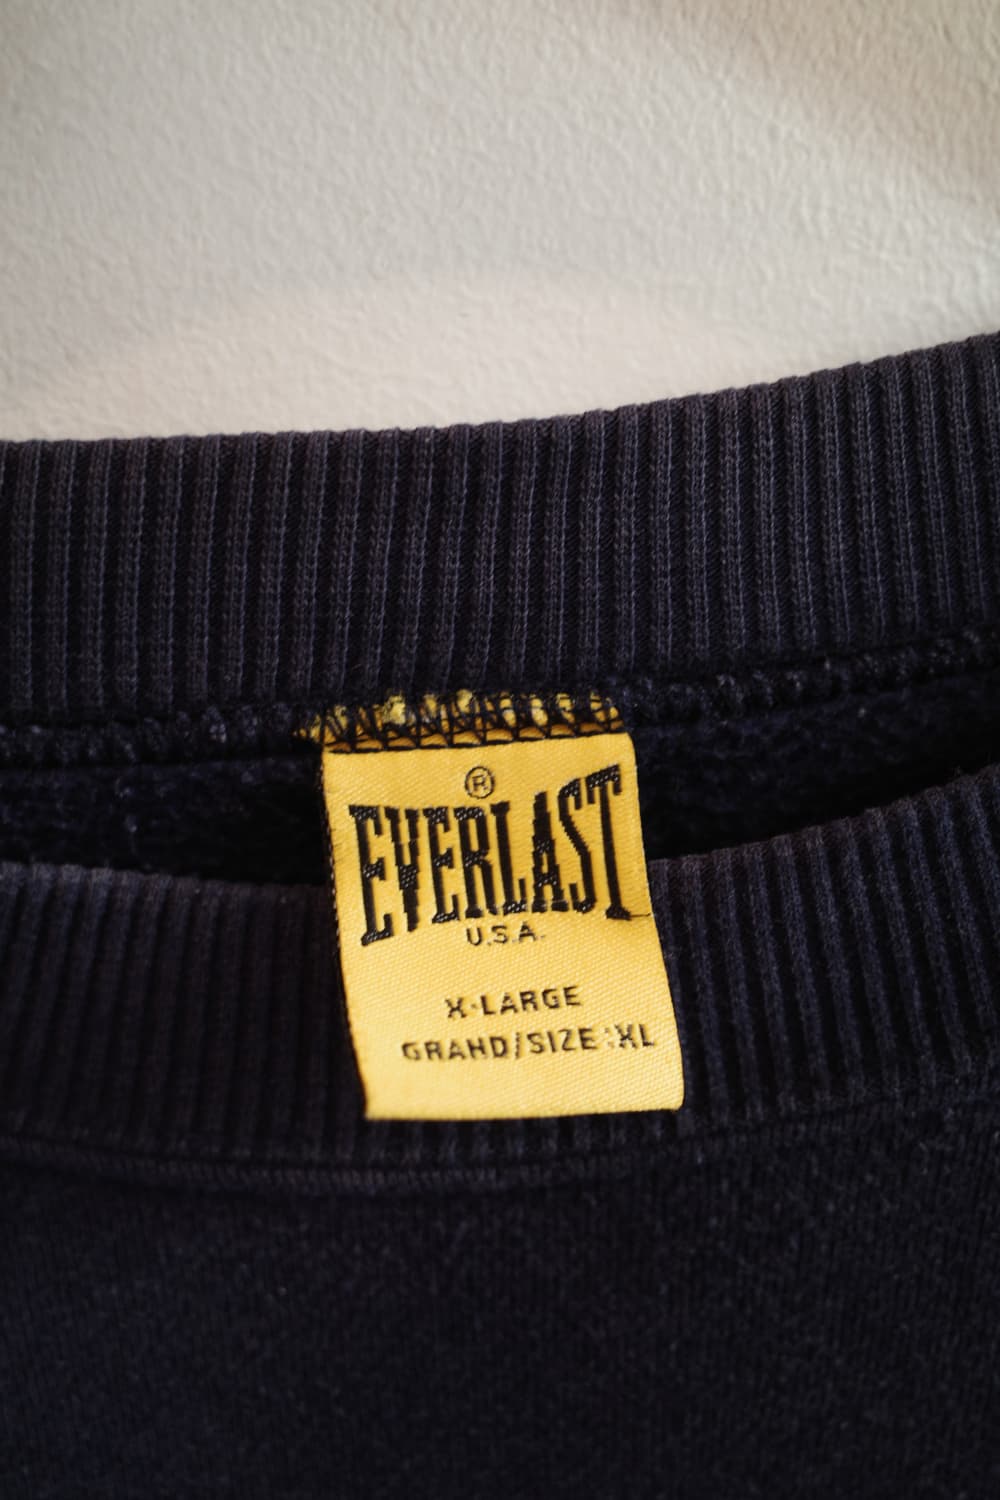 ®
EVERLAST
U.S.A.
X-LARGE
GRAND/SIZE:XL